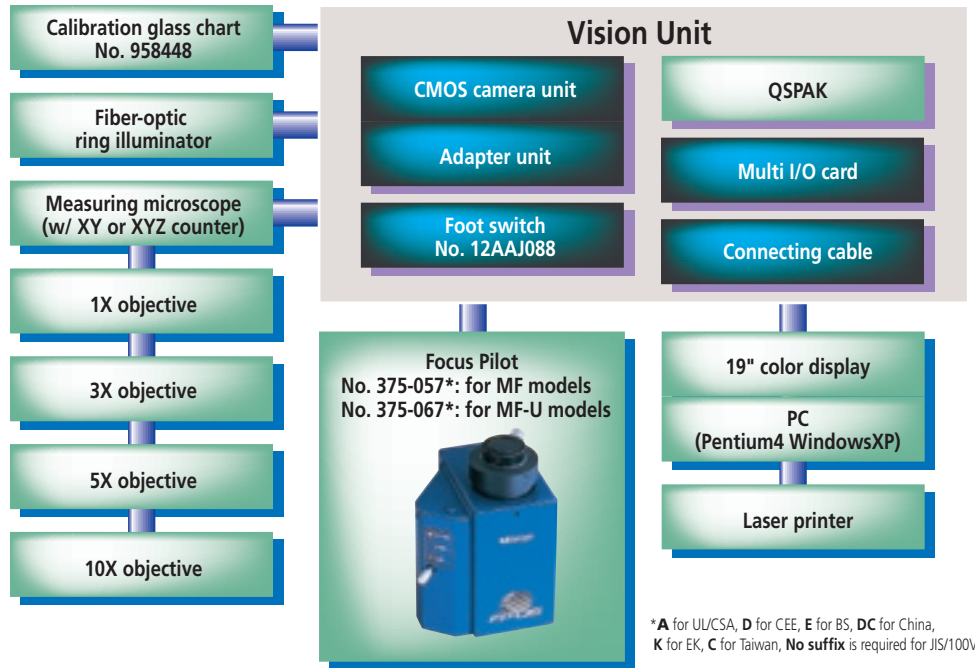 Calibration glass chart
No. 958448
Fiber-optic
ring illuminator
Measuring microscope
(w/ XY or XYZ counter)
1X objective
3X objective
5X objective
10X objective
Vision Unit
CMOS camera unit
Adapter unit
Foot switch
No. 12AAJ088
QSPAK
Multi I/O card
Connecting cable
Focus Pilot
No. 375-057*: for MF models
No. 375-067*: for MF-U models
19" color display
PC
(Pentium4 WindowsXP)
Laser printer
*A for UL/CSA, D for CEE, E for BS, DC for China,
K for EK, C for Taiwan, No suffix is required for JIS/100V